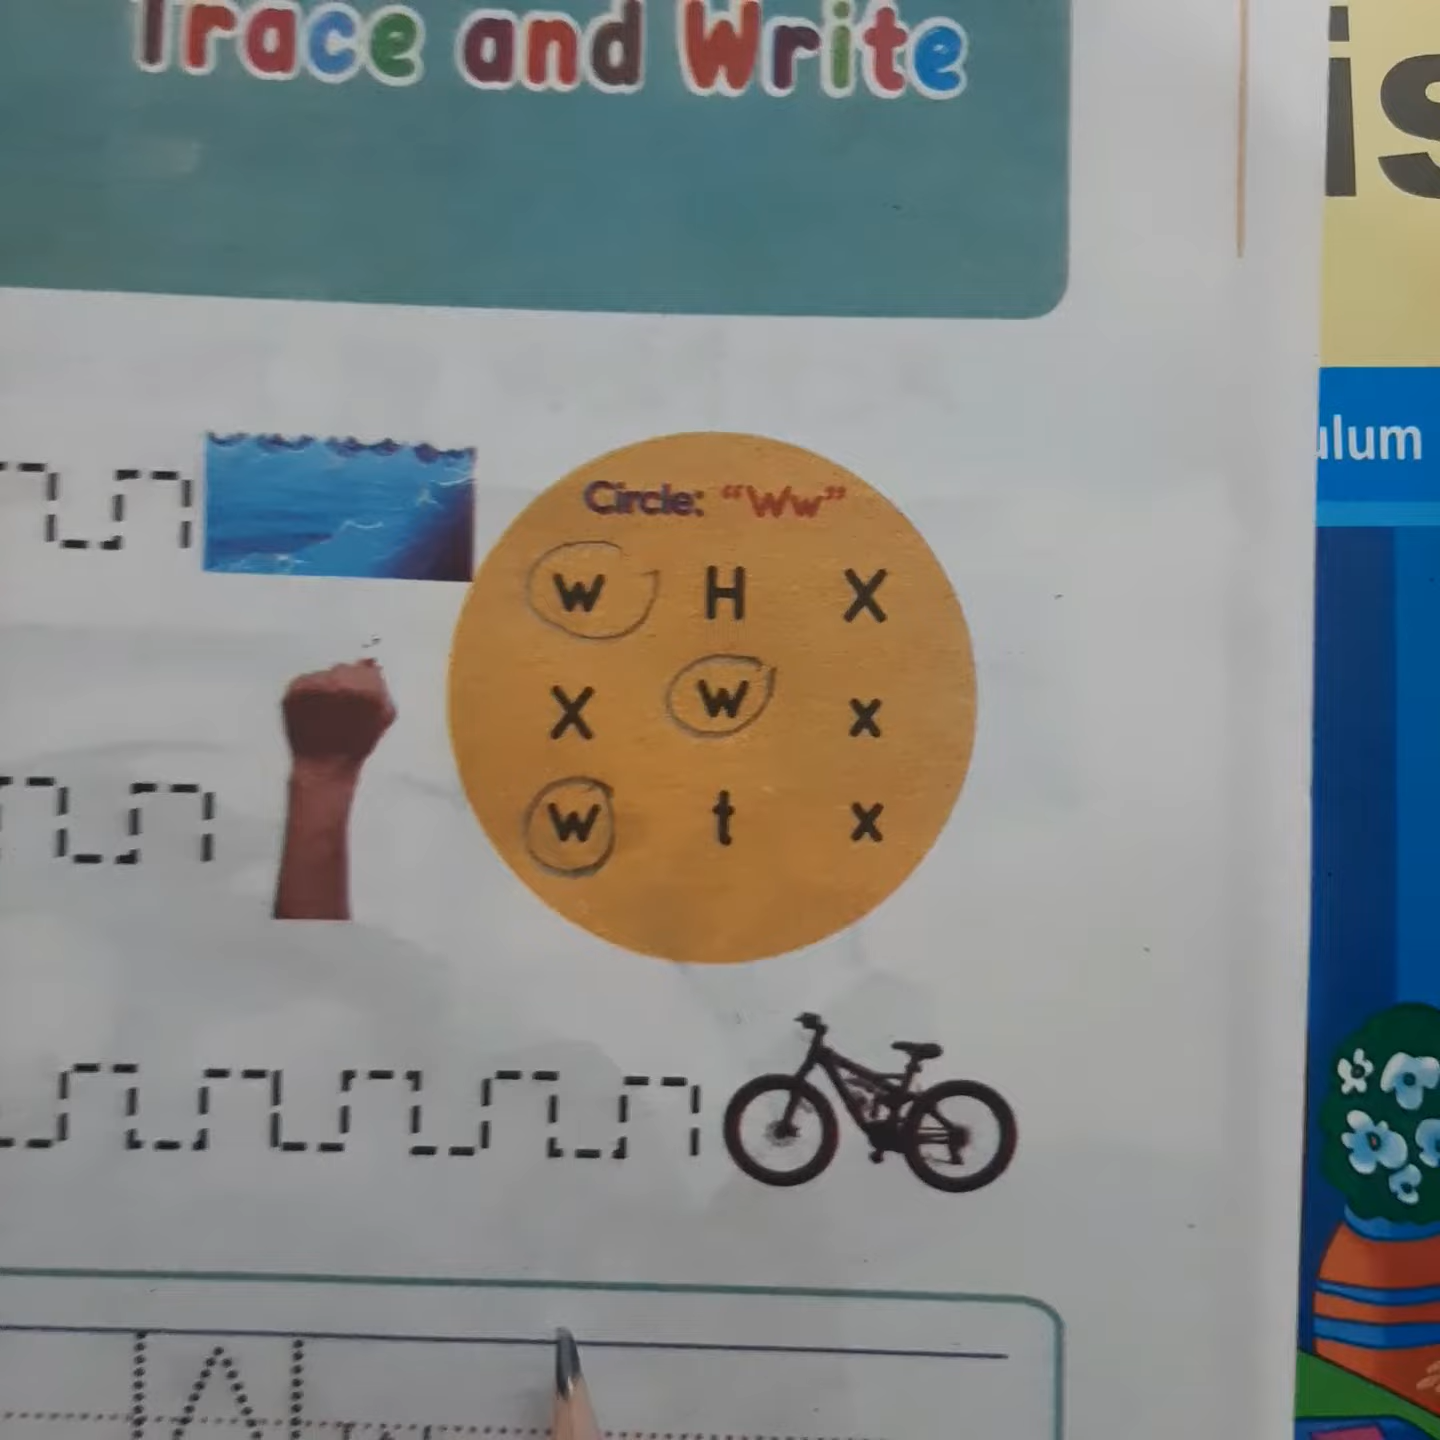 Trace and Write
is
ulum
Circle: "Ww"
w H X
X w x
w t x
W